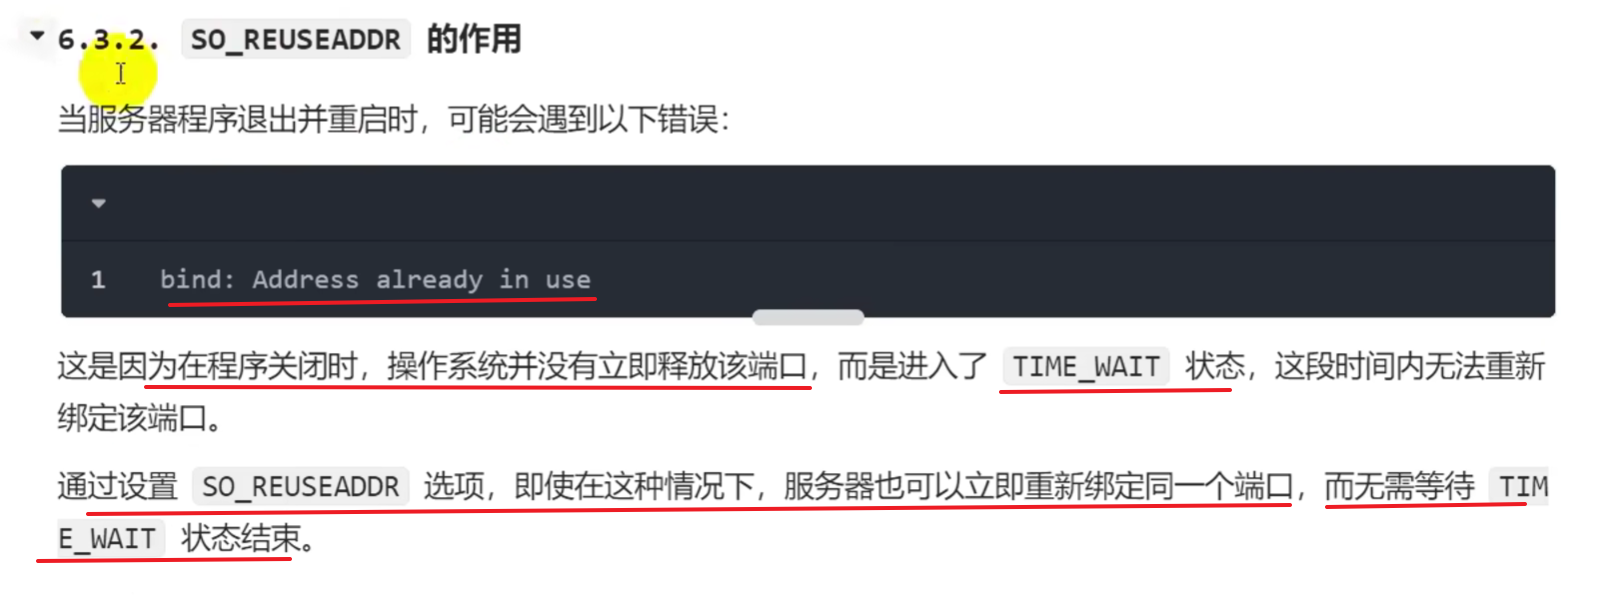 6.3.2. SO_REUSEADDR 的作用
当服务器程序退出并重启时，可能会遇到以下错误：
1 bind: Address already in use
这是因为在程序关闭时，操作系统并没有立即释放该端口，而是进入了 TIME_WAIT 状态，这段时间内无法重新
绑定该端口。
通过设置 SO_REUSEADDR 选项，即使在这种情况下，服务器也可以立即重新绑定同一个端口，而无需等待 TIM
E_WAIT 状态结束。